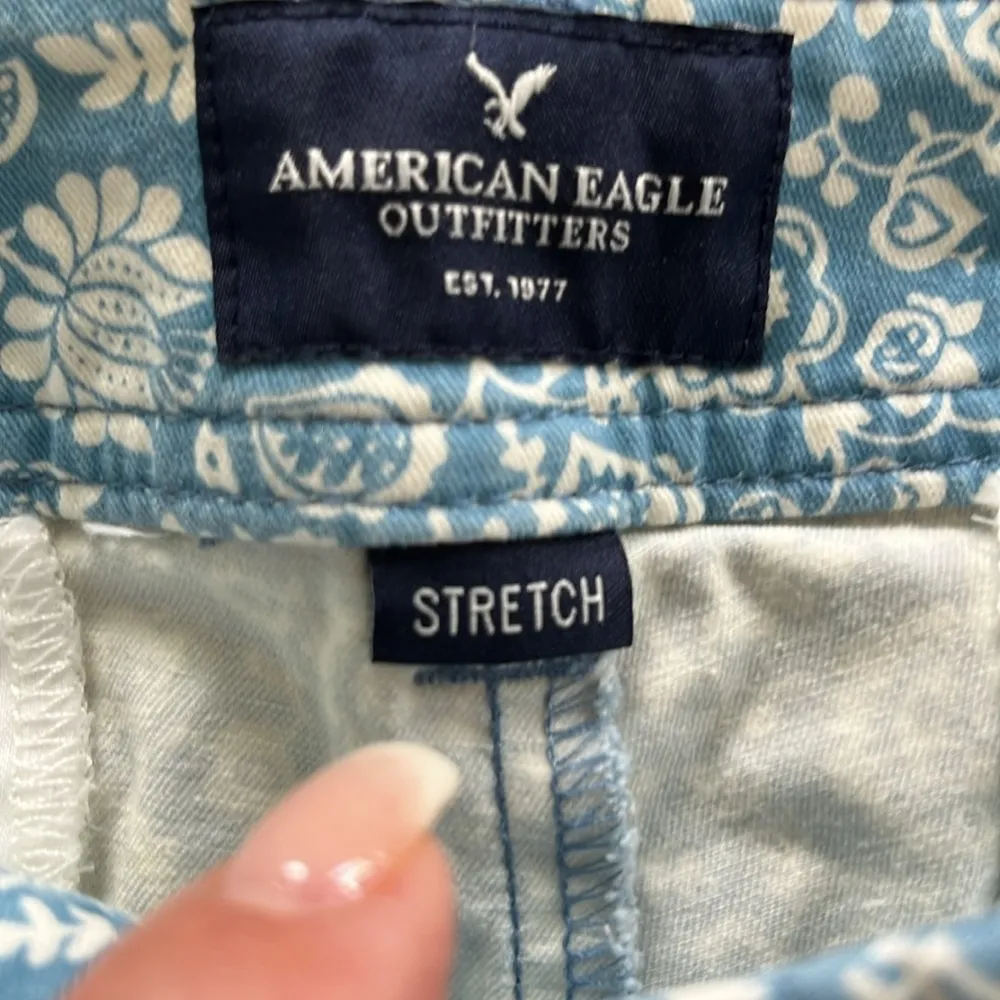 AMERICAN EAGLE
OUTFITTERS
EST. 1977
STRETCH